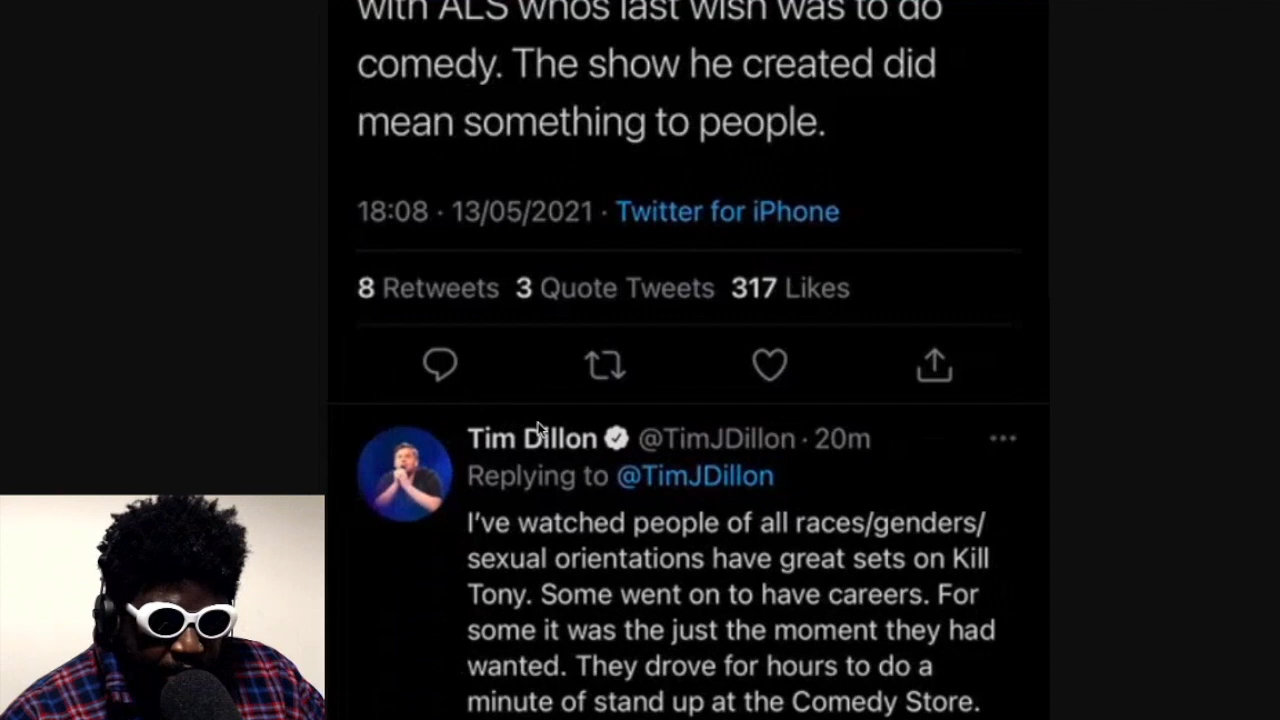 with ALS whos last wish was to do
comedy. The show he created did
mean something to people.
18:08 · 13/05/2021 · Twitter for iPhone
8 Retweets 3 Quote Tweets 317 Likes
Tim Dillon @TimJDillon · 20m
Replying to @TimJDillon
I've watched people of all races/genders/
sexual orientations have great sets on Kill
Tony. Some went on to have careers. For
some it was the just the moment they had
wanted. They drove for hours to do a
minute of stand up at the Comedy Store.